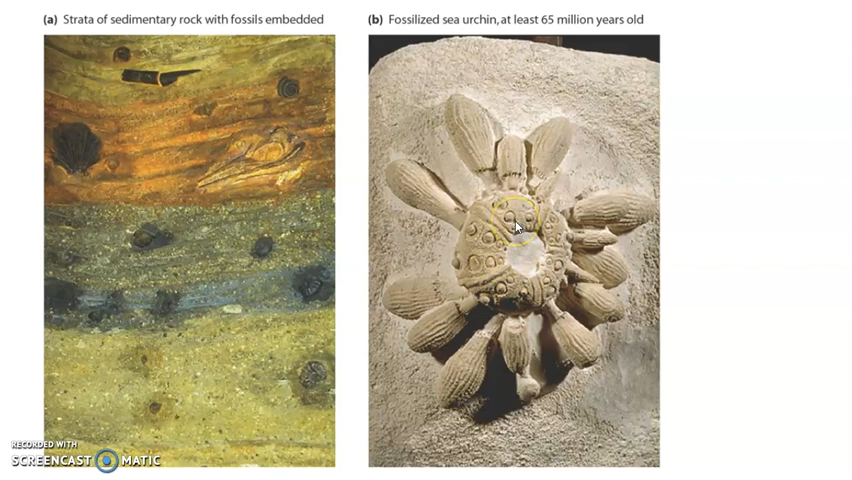 (a) Strata of sedimentary rock with fossils embedded
(b) Fossilized sea urchin, at least 65 million years old
RECORDED WITH
SCREENCAST MATIC